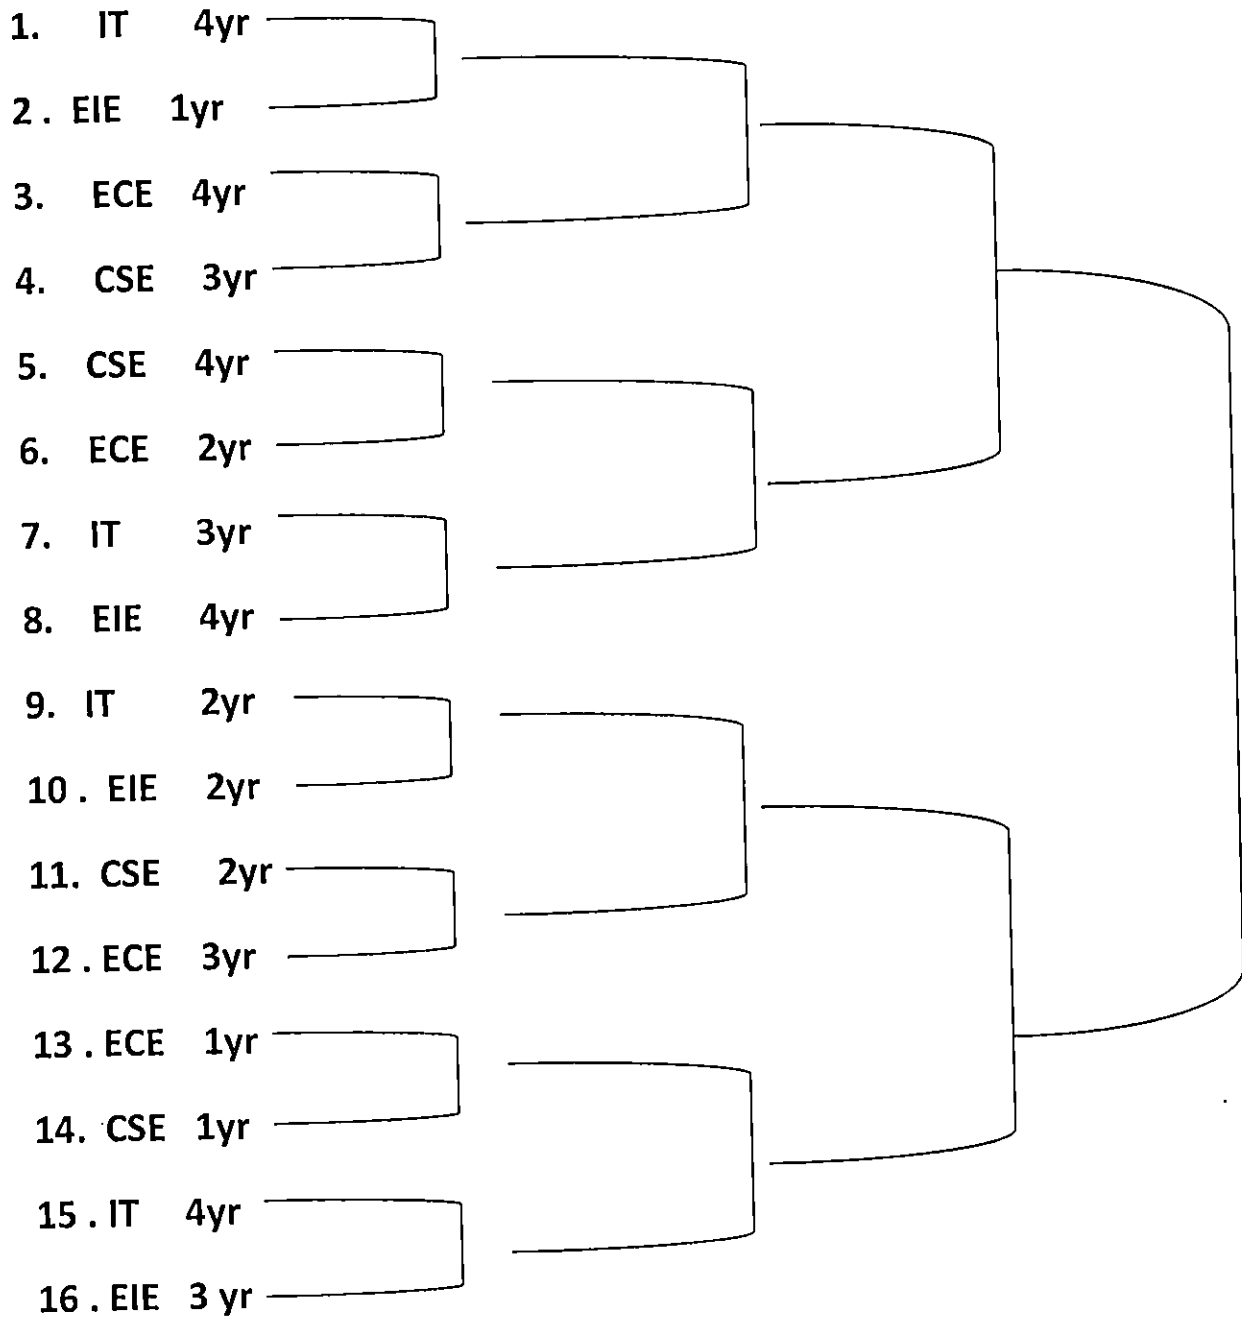 1. IT 4yr
2 . EIE 1yr
3. ECE 4yr
4. CSE 3yr
5. CSE 4yr
6. ECE 2yr
7. IT 3yr
8. EIE 4yr
9. IT 2yr
10 . EIE 2yr
11. CSE 2yr
12 . ECE 3yr
13 . ECE 1yr
14. CSE 1yr
15 . IT 4yr
16 . EIE 3 yr